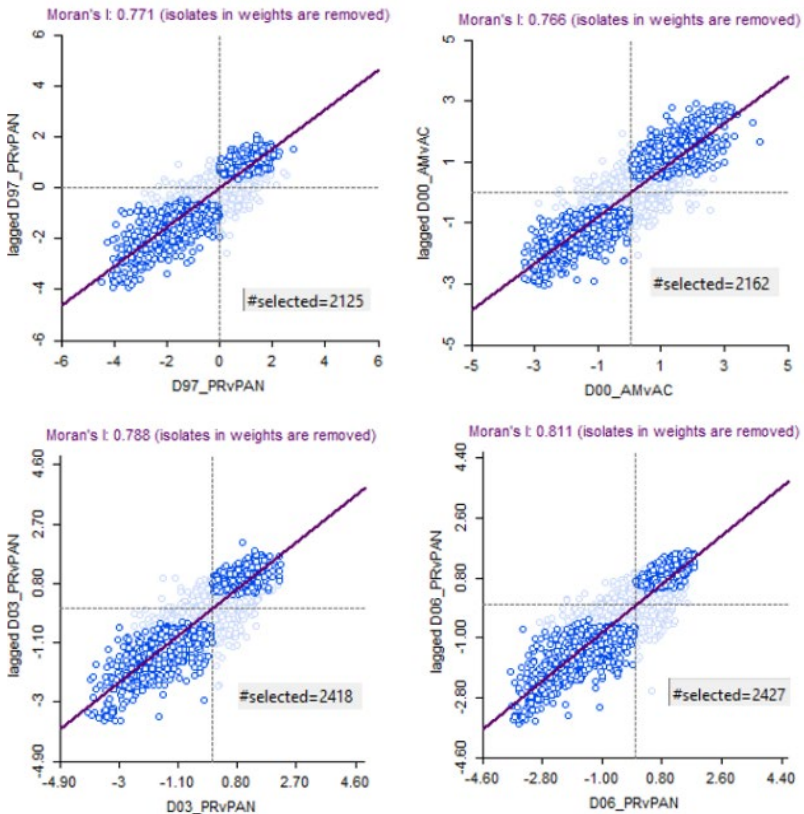 Moran's I: 0.771 (isolates in weights are removed)
lagged D97_PRvPAN
6
4
2
0
-2
-4
-6
#selected=2125
-6 -4 -2 0 2 4 6
D97_PRvPAN
Moran's I: 0.766 (isolates in weights are removed)
lagged D00_AMvAC
5
3
1
-1
-3
-5
#selected=2162
-5 -3 -1 1 3 5
D00_AMvAC
Moran's I: 0.788 (isolates in weights are removed)
lagged D03_PRvPAN
4.60
2.70
0.80
-1.10
-3
-4.90
#selected=2418
-4.90 -3 -1.10 0.80 2.70 4.60
D03_PRvPAN
Moran's I: 0.811 (isolates in weights are removed)
lagged D06_PRvPAN
4.40
2.60
0.80
-1.00
-2.80
-4.60
#selected=2427
-4.60 -2.80 -1.00 0.80 2.60 4.40
D06_PRvPAN